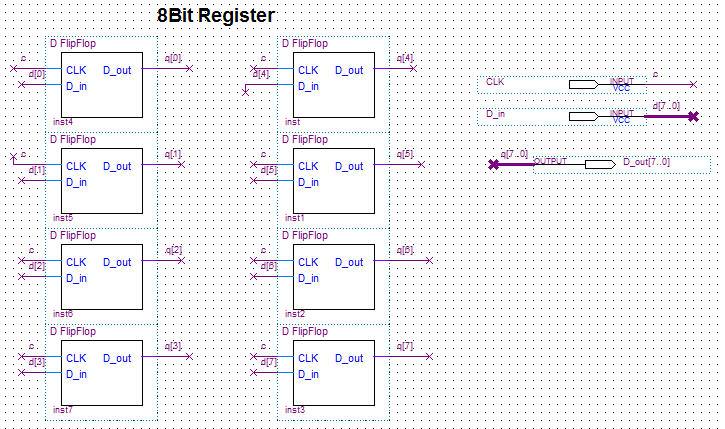 8Bit Register
D FlipFlop
c
d[0]
CLK
D_out
D_in
q[0]
inst4
D FlipFlop
c
d[4]
CLK
D_out
D_in
q[4]
inst
CLK
INPUT
VCC
c
D_in
INPUT
VCC
d[7..0]
q[7..0]
OUTPUT
D_out[7..0]
D FlipFlop
c
d[1]
CLK
D_out
D_in
q[1]
inst5
D FlipFlop
c
d[5]
CLK
D_out
D_in
q[5]
inst1
D FlipFlop
c
d[2]
CLK
D_out
D_in
q[2]
inst6
D FlipFlop
c
d[6]
CLK
D_out
D_in
q[6]
inst2
D FlipFlop
c
d[3]
CLK
D_out
D_in
q[3]
inst7
D FlipFlop
c
d[7]
CLK
D_out
D_in
q[7]
inst3